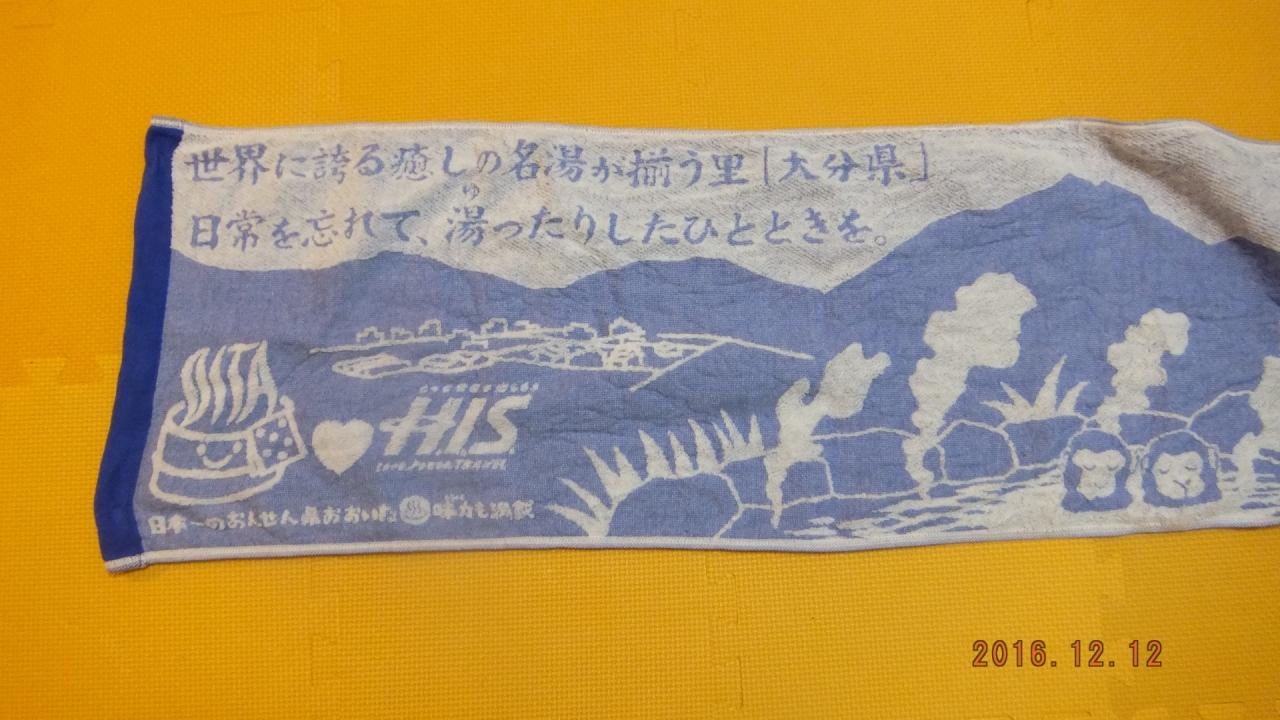 世界に誇る癒しの名湯が揃う里[大分県]
ゆ
日常を忘れて、湯ったりしたひとときを。
OITA
H.I.S.
日本一のおんせん県おおいた♨味力も満載
2016.12.12